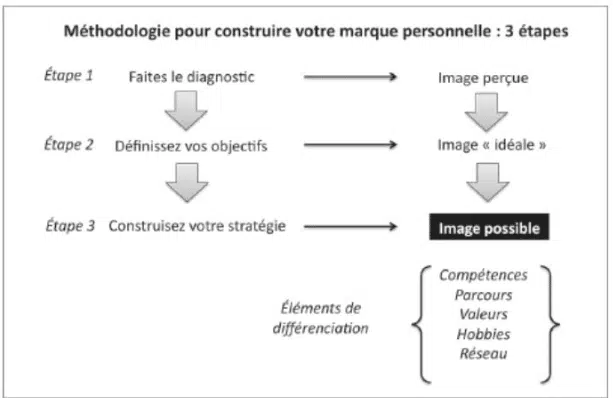 Méthodologie pour construire votre marque personnelle : 3 étapes
Étape 1 Faites le diagnostic Image perçue
Étape 2 Définissez vos objectifs Image « idéale »
Étape 3 Construisez votre stratégie Image possible
Éléments de différenciation
Compétences
Parcours
Valeurs
Hobbies
Réseau